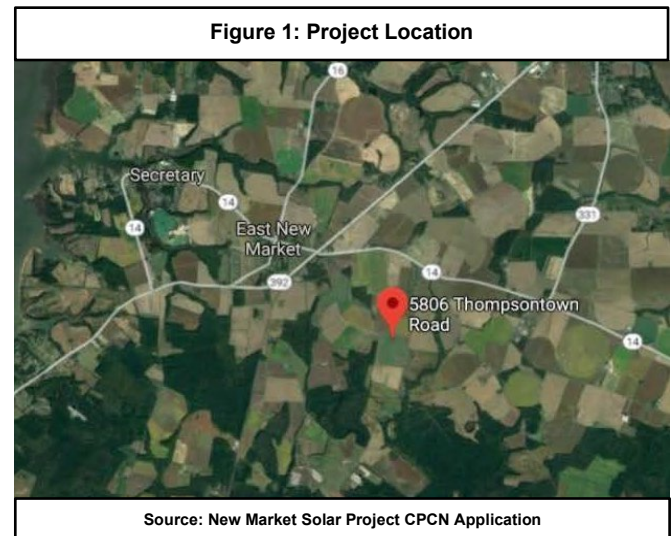 Figure 1: Project Location
16
Secretary
14
14
331
East New
Market
14
392
5806 Thompsontown
Road
14
Source: New Market Solar Project CPCN Application